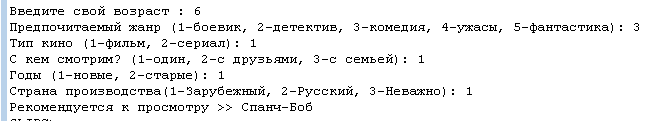 Введите свой возраст : 6
Предпочитаемый жанр (1-боевик, 2-детектив, 3-комедия, 4-ужасы, 5-фантастика): 3
Тип кино (1-фильм, 2-сериал): 1
С кем смотрим? (1-один, 2-с друзьями, 3-с семьей): 1
Годы (1-новые, 2-старые): 1
Страна производства(1-Зарубежный, 2-Русский, 3-Неважно): 1
Рекомендуется к просмотру >> Спанч-Боб